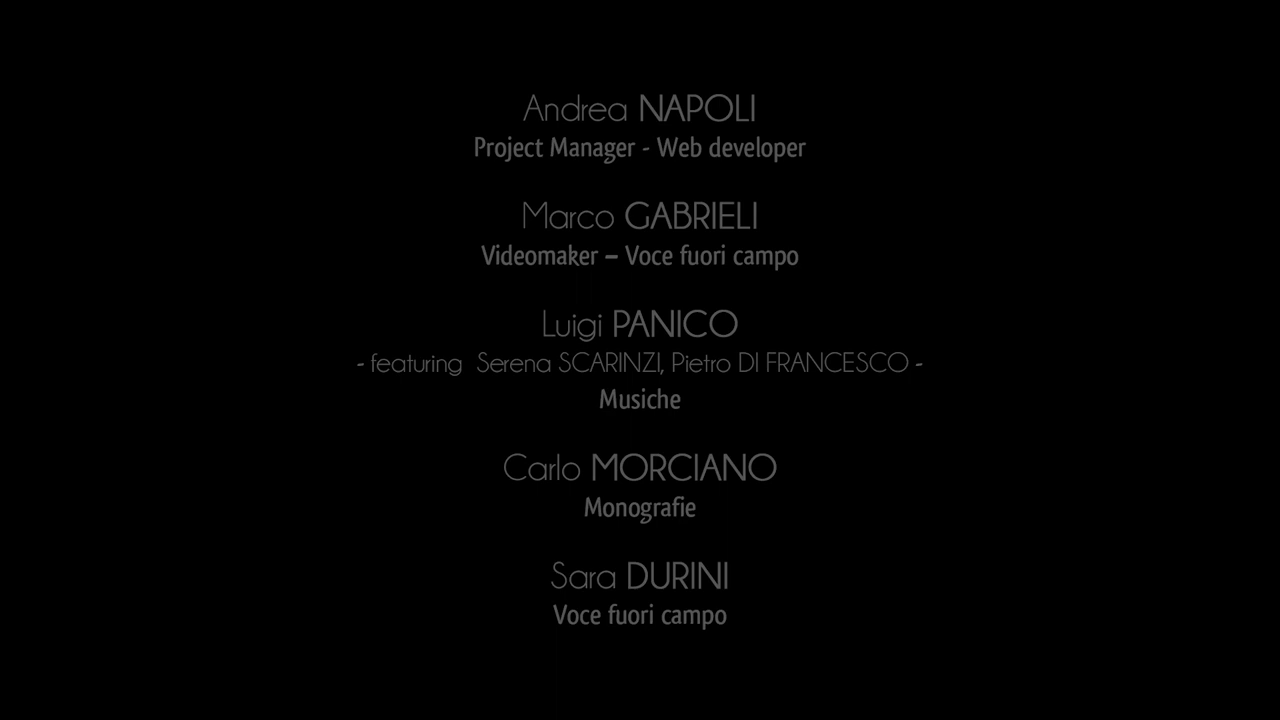 Andrea NAPOLI
Project Manager - Web developer
Marco GABRIELI
Videomaker – Voce fuori campo
Luigi PANICO
- featuring Serena SCARINZI, Pietro DI FRANCESCO -
Musiche
Carlo MORCIANO
Monografie
Sara DURINI
Voce fuori campo